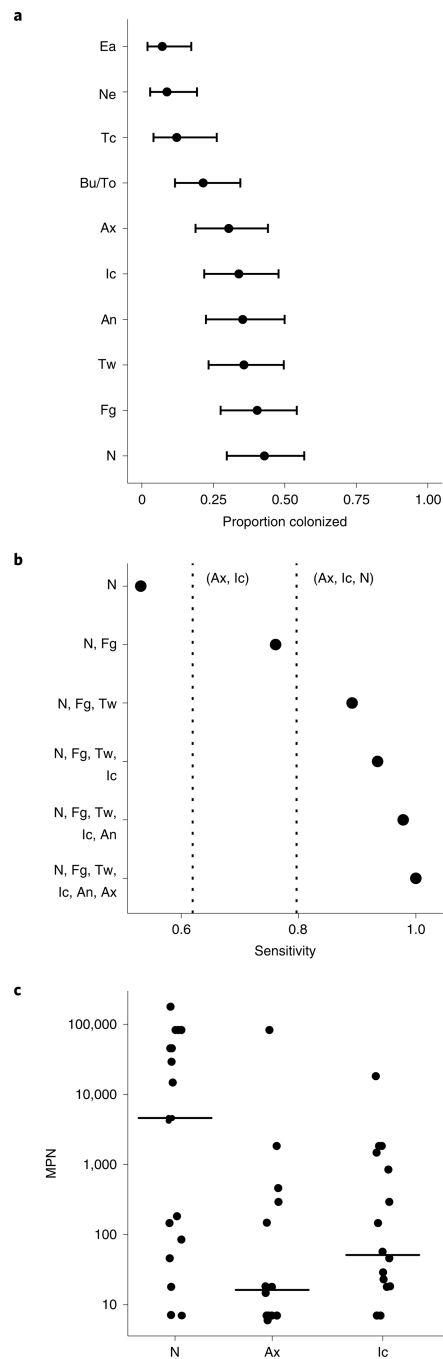 a
Ea
Ne
Tc
Bu/To
Ax
Ic
An
Tw
Fg
N
0 0.25 0.50 0.75 1.00
Proportion colonized
b
(Ax, Ic) (Ax, Ic, N)
N
N, Fg
N, Fg, Tw
N, Fg, Tw,
Ic
N, Fg, Tw,
Ic, An
N, Fg, Tw,
Ic, An, Ax
0.6 0.8 1.0
Sensitivity
c
MPN
100,000
10,000
1,000
100
10
N Ax Ic